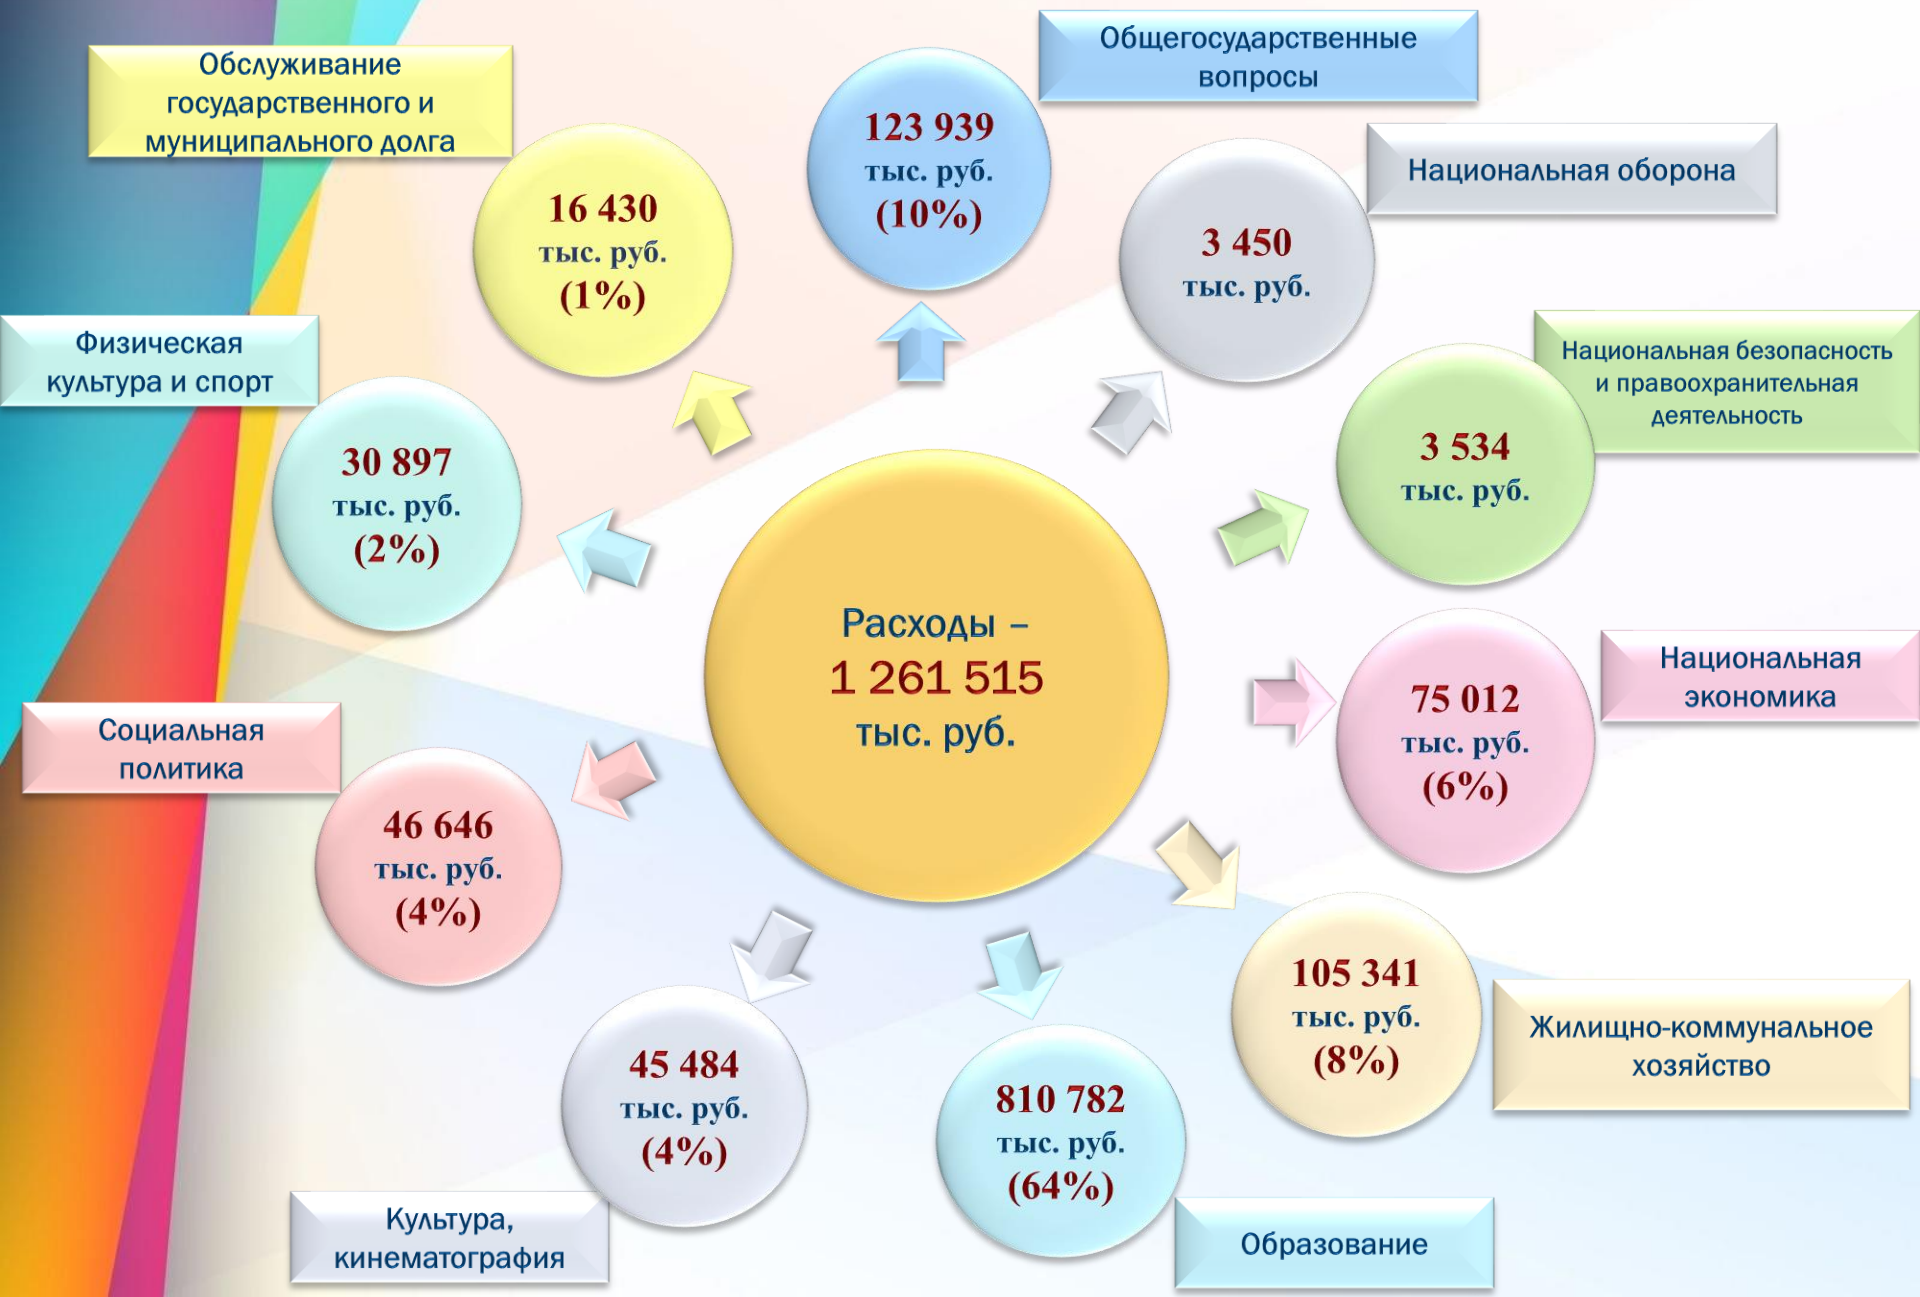 Общегосударственные
вопросы
123 939
тыс. руб.
(10%)
Национальная оборона
3 450
тыс. руб.
Национальная безопасность
и правоохранительная
деятельность
3 534
тыс. руб.
Национальная
экономика
75 012
тыс. руб.
(6%)
Жилищно-коммунальное
хозяйство
105 341
тыс. руб.
(8%)
Образование
810 782
тыс. руб.
(64%)
Культура,
кинематография
45 484
тыс. руб.
(4%)
Социальная
политика
46 646
тыс. руб.
(4%)
Физическая
культура и спорт
30 897
тыс. руб.
(2%)
Обслуживание
государственного и
муниципального долга
16 430
тыс. руб.
(1%)
Расходы –
1 261 515
тыс. руб.